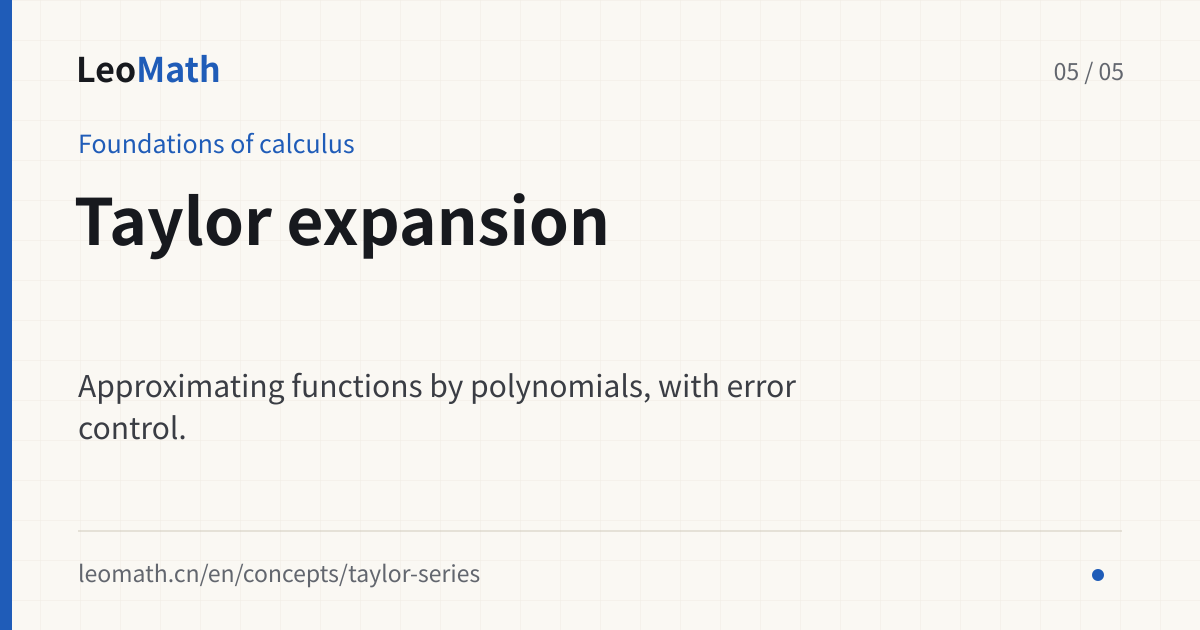 LeoMath
05 / 05
Foundations of calculus
Taylor expansion
Approximating functions by polynomials, with error
control.
leomath.cn/en/concepts/taylor-series